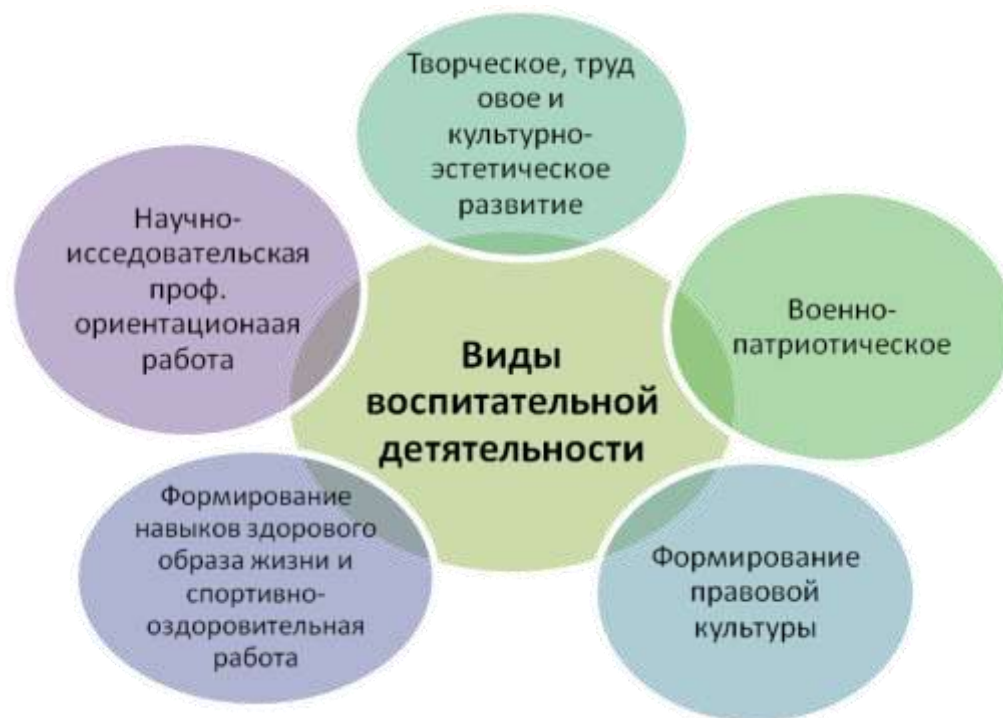 Творческое, труд
овое и
культурно-
эстетическое
развитие
Научно-
исседовательская
проф.
ориентационаая
работа
Военно-
патриотическое
Виды
воспитательной
детятельности
Формирование
навыков здорового
образа жизни и
спортивно-
оздоровительная
работа
Формирование
правовой
культуры